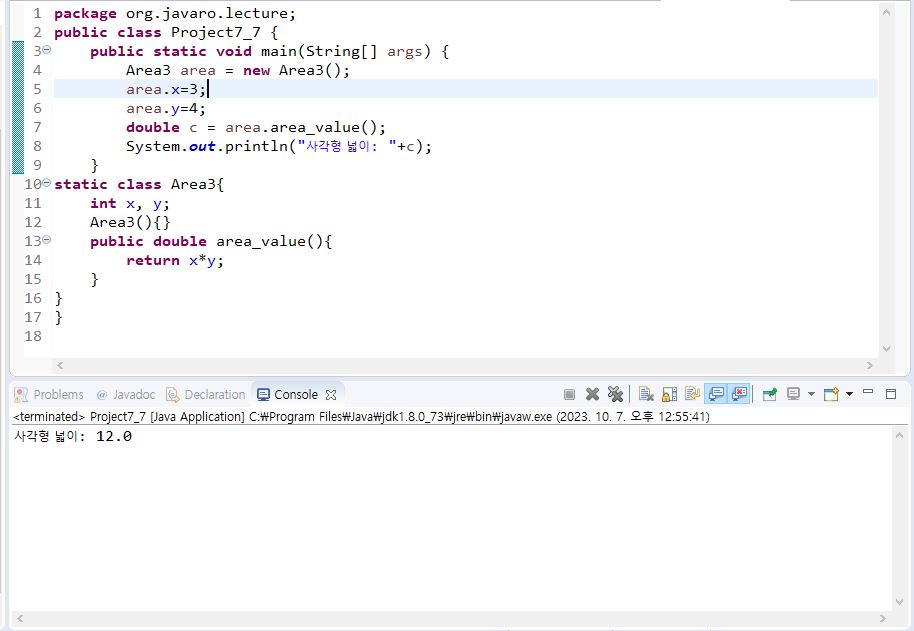 1 package org.javaro.lecture;
2 public class Project7_7 {
3 public static void main(String[] args) {
4 Area3 area = new Area3();
5 area.x=3;
6 area.y=4;
7 double c = area.area_value();
8 System.out.println("사각형 넓이: "+c);
9 }
10 static class Area3{
11 int x, y;
12 Area3(){}
13 public double area_value(){
14 return x*y;
15 }
16 }
17 }
18
Problems @ Javadoc Declaration Console
<terminated> Project7_7 [Java Application] C:₩Program Files₩Java₩jdk1.8.0_73₩jre₩bin₩javaw.exe (2023. 10. 7. 오후 12:55:41)
사각형 넓이: 12.0